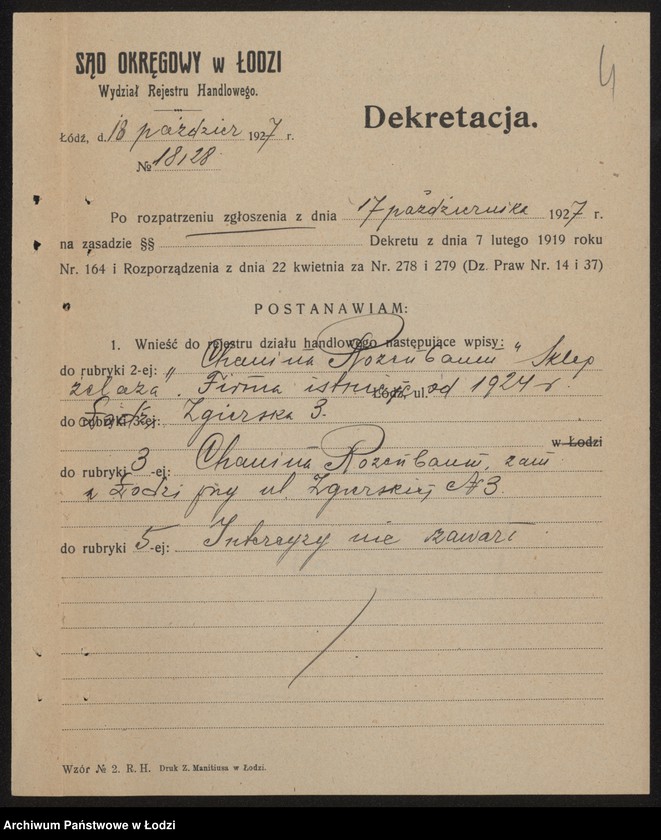 4
SĄD OKRĘGOWY w ŁODZI
Wydział Rejestru Handlowego.
Dekretacja.
Łódź, d. 18 paździer 1927 r.
№ 18128
Po rozpatrzeniu zgłoszenia z dnia 17 października 1927 r.
na zasadzie §§ Dekretu z dnia 7 lutego 1919 roku
Nr. 164 i Rozporządzenia z dnia 22 kwietnia za Nr. 278 i 279 (Dz. Praw Nr. 14 i 37)
POSTANAWIAM:
1. Wnieść do rejestru działu handlowego następujące wpisy:
do rubryki 2-ej: „Chanina Rozenbaum" Sklep
żelaza". Firma istnieje od 1924 r.
Łódź, ul.
do rubryki 3-ej: Łódź, Zgierska 3.
w Łodzi
do rubryki 3-ej: Chanina Rozenbaum, zam
w Łodzi przy ul. Zgierskiej № 3.
do rubryki 5-ej: Intercyzy nie zawarł
Wzór № 2. R. H. Druk Z. Manitiusa w Łodzi.
Archiwum Państwowe w Łodzi